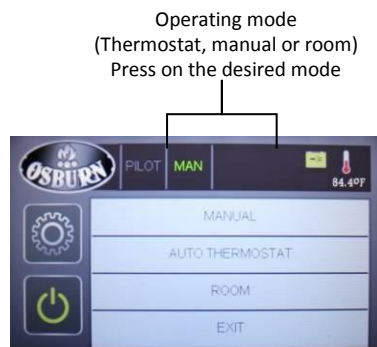 Operating mode
(Thermostat, manual or room)
Press on the desired mode
OSBURN PILOT MAN 84.4°F
MANUAL
AUTO THERMOSTAT
ROOM
EXIT